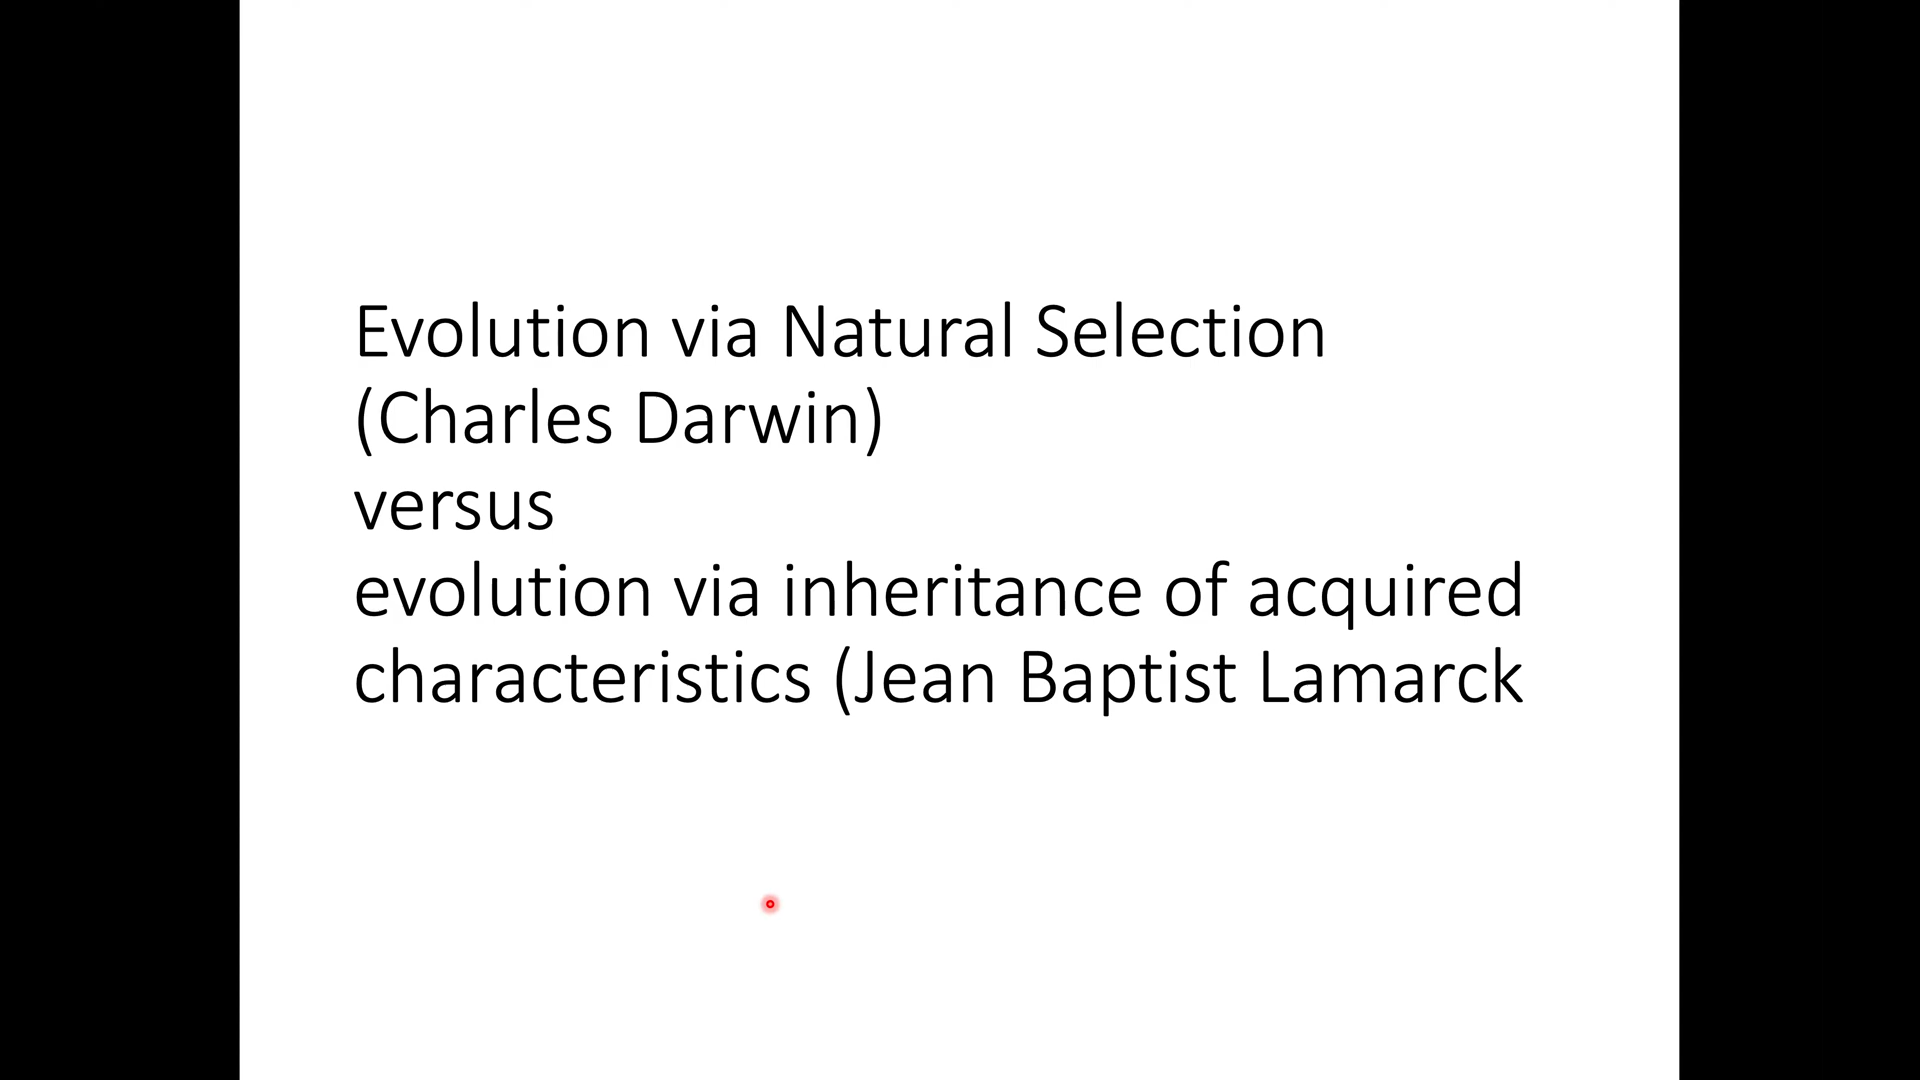 Evolution via Natural Selection
(Charles Darwin)
versus
evolution via inheritance of acquired
characteristics (Jean Baptist Lamarck